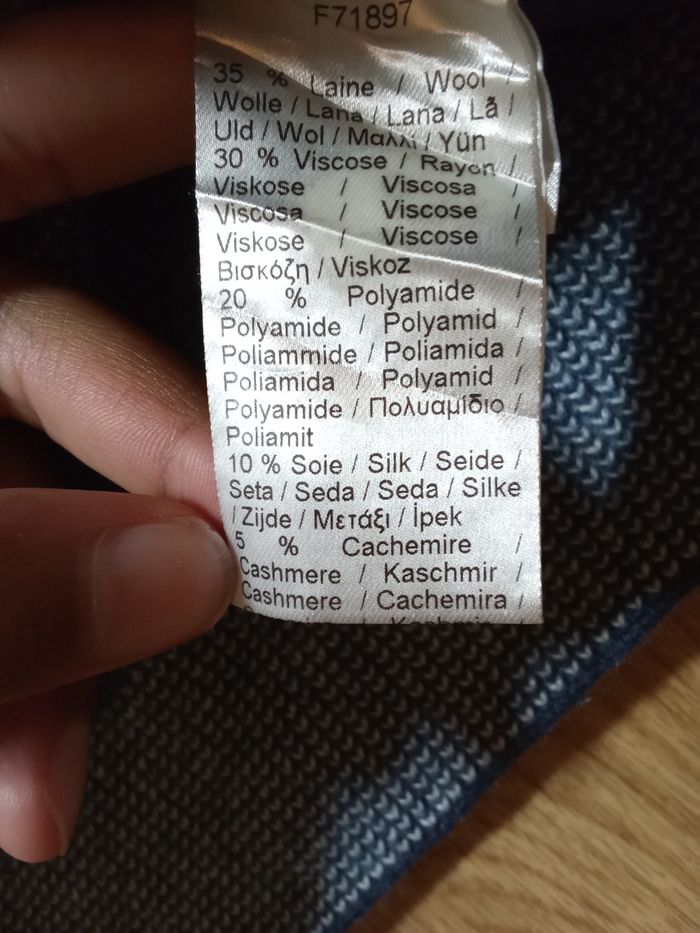 F71897
35 % Laine / Wool /
Wolle / Lana / Lana / Lã /
Uld / Wol / Μαλλί / Yün
30 % Viscose / Rayon /
Viskose / Viscosa /
Viscosa / Viscose /
Viskose / Viscose /
Βισκόζη / Viskoz
20 % Polyamide /
Polyamide / Polyamid /
Poliammide / Poliamida /
Poliamida / Polyamid /
Polyamide / Πολυαμίδιο /
Poliamit
10 % Soie / Silk / Seide /
Seta / Seda / Seda / Silke
/ Zijde / Μετάξι / İpek
5 % Cachemire /
Cashmere / Kaschmir /
Cashmere / Cachemira /